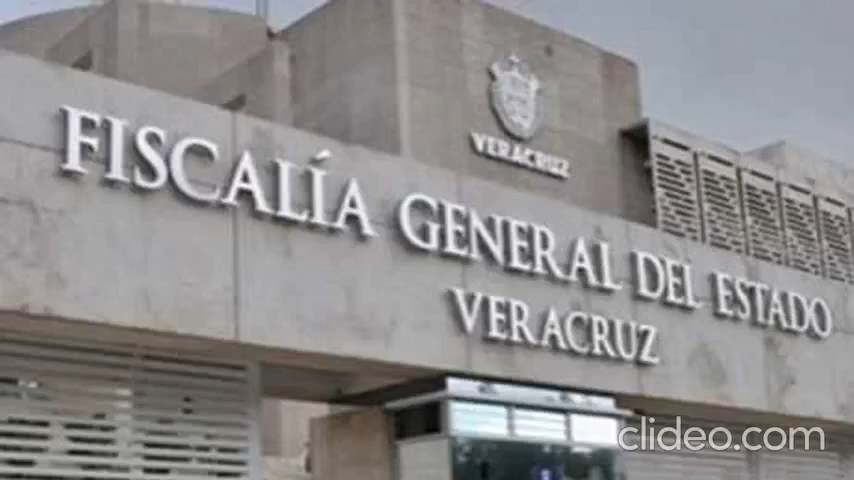 VERACRUZ
FISCALÍA GENERAL DEL ESTADO
VERACRUZ
clideo.com